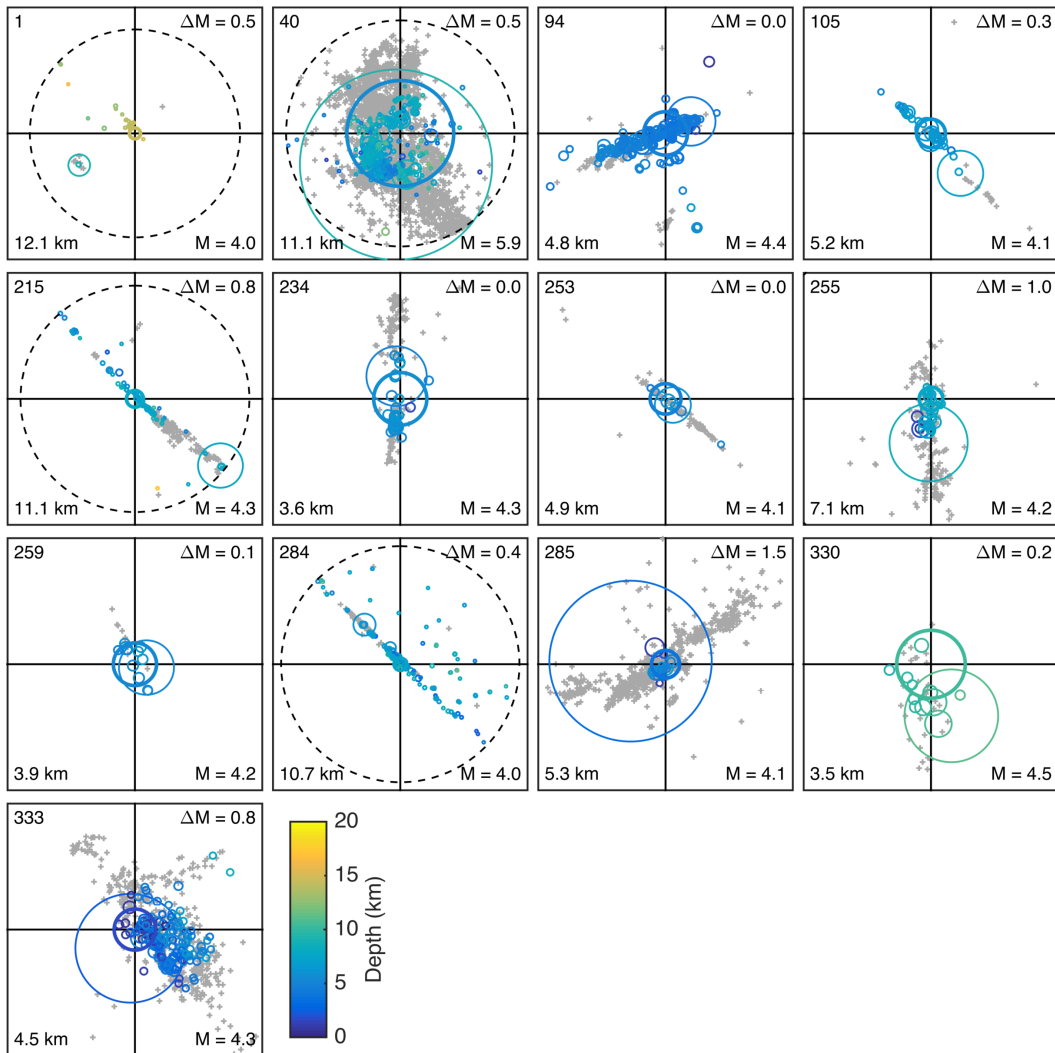 1 ΔM = 0.5
12.1 km M = 4.0
40 ΔM = 0.5
11.1 km M = 5.9
94 ΔM = 0.0
4.8 km M = 4.4
105 ΔM = 0.3
5.2 km M = 4.1
215 ΔM = 0.8
11.1 km M = 4.3
234 ΔM = 0.0
3.6 km M = 4.3
253 ΔM = 0.0
4.9 km M = 4.1
255 ΔM = 1.0
7.1 km M = 4.2
259 ΔM = 0.1
3.9 km M = 4.2
284 ΔM = 0.4
10.7 km M = 4.0
285 ΔM = 1.5
5.3 km M = 4.1
330 ΔM = 0.2
3.5 km M = 4.5
333 ΔM = 0.8
4.5 km M = 4.3
20
15
10
5
0
Depth (km)